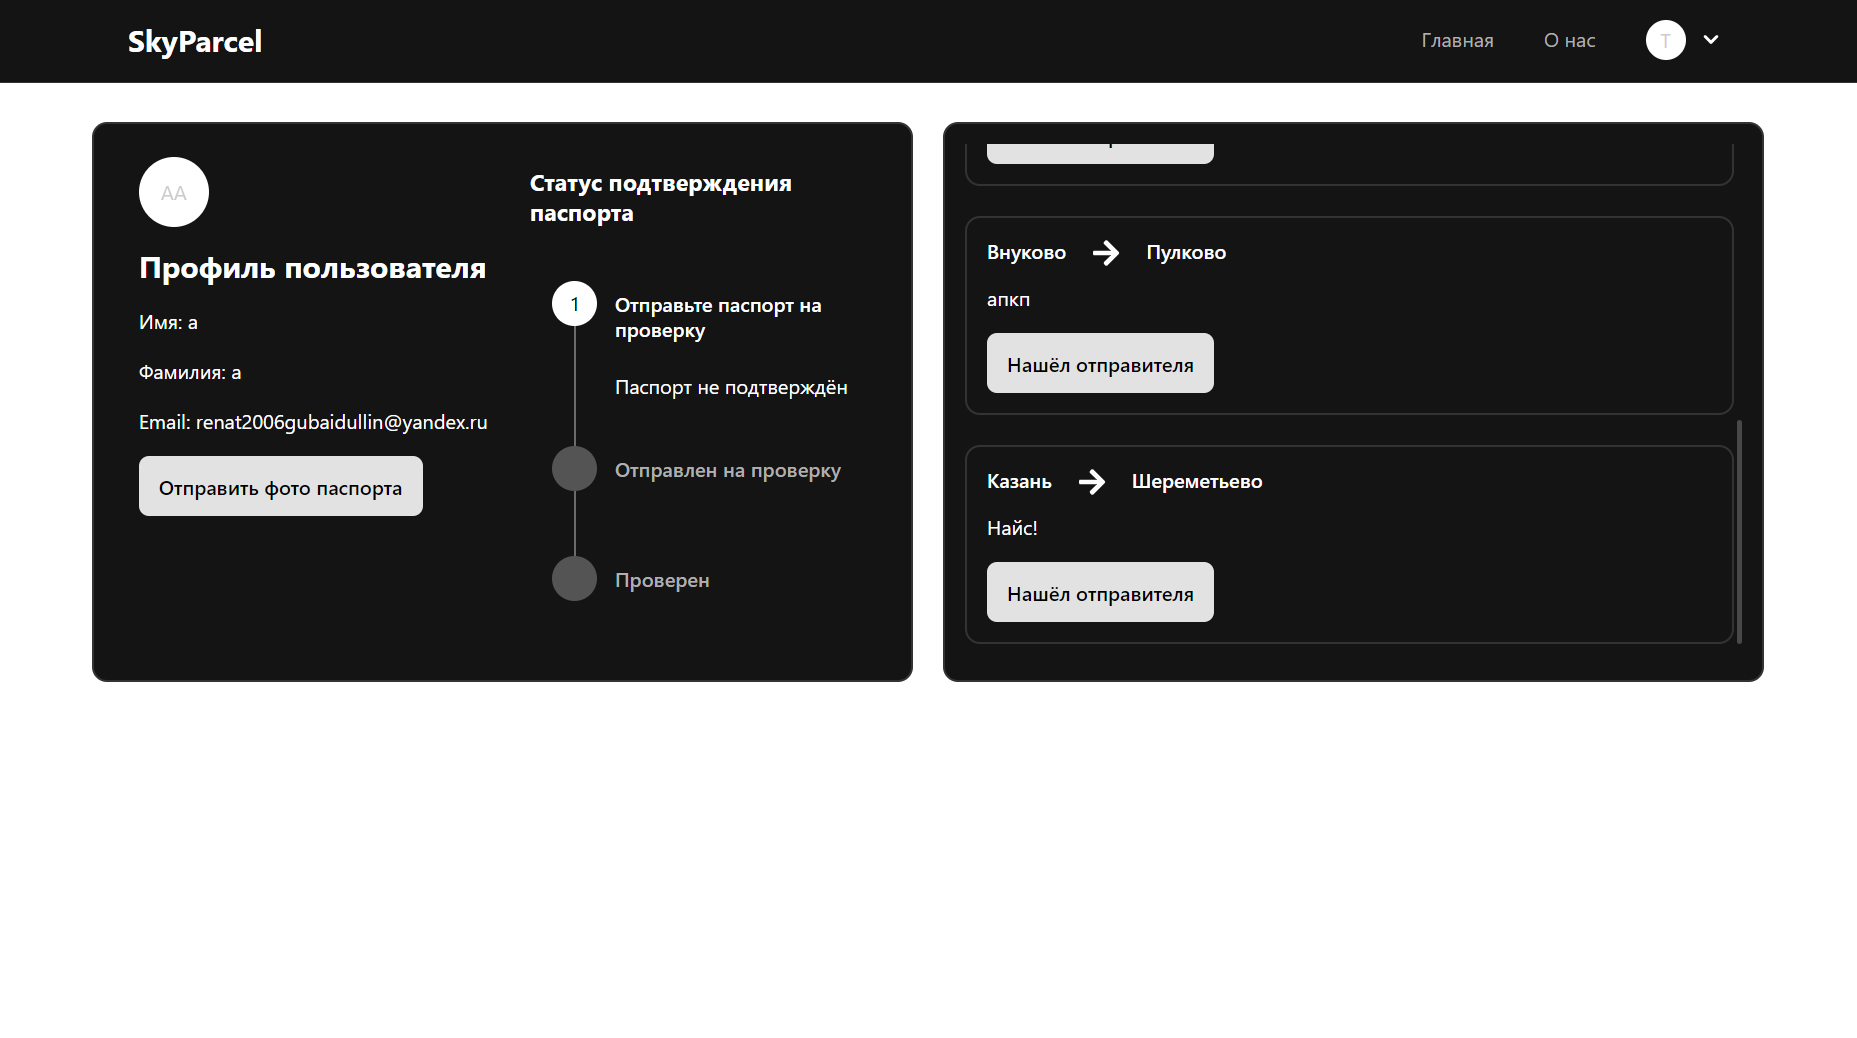 SkyParcel
Главная
О нас
T
AA
Профиль пользователя
Имя: a
Фамилия: a
Email: renat2006gubaidullin@yandex.ru
Отправить фото паспорта
Статус подтверждения
паспорта
1
Отправьте паспорт на
проверку
Паспорт не подтверждён
Отправлен на проверку
Проверен
Внуково
Пулково
апкп
Нашёл отправителя
Казань
Шереметьево
Найс!
Нашёл отправителя